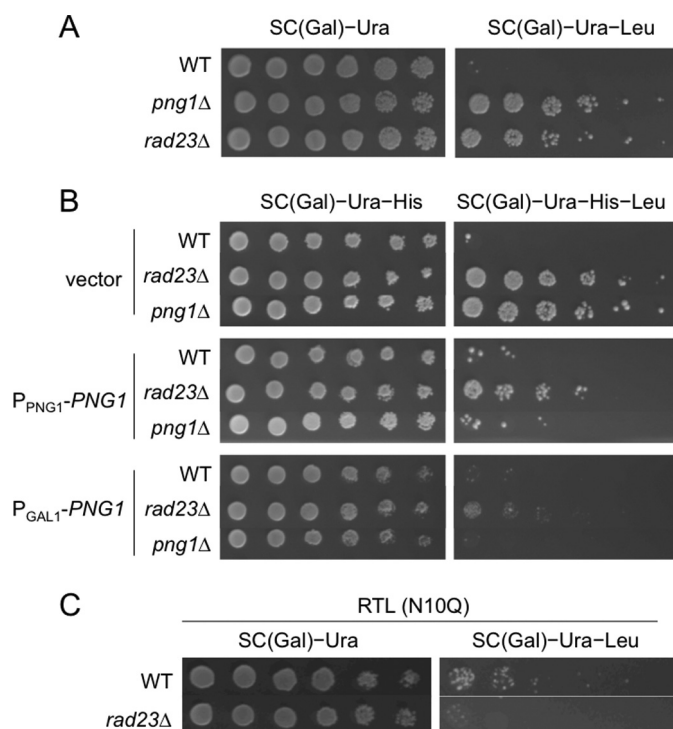 A
SC(Gal)−Ura SC(Gal)−Ura−Leu
WT
png1Δ
rad23Δ
B
SC(Gal)−Ura−His SC(Gal)−Ura−His−Leu
vector
WT
rad23Δ
png1Δ
PPNG1-PNG1
WT
rad23Δ
png1Δ
PGAL1-PNG1
WT
rad23Δ
png1Δ
C
RTL (N10Q)
SC(Gal)−Ura SC(Gal)−Ura−Leu
WT
rad23Δ